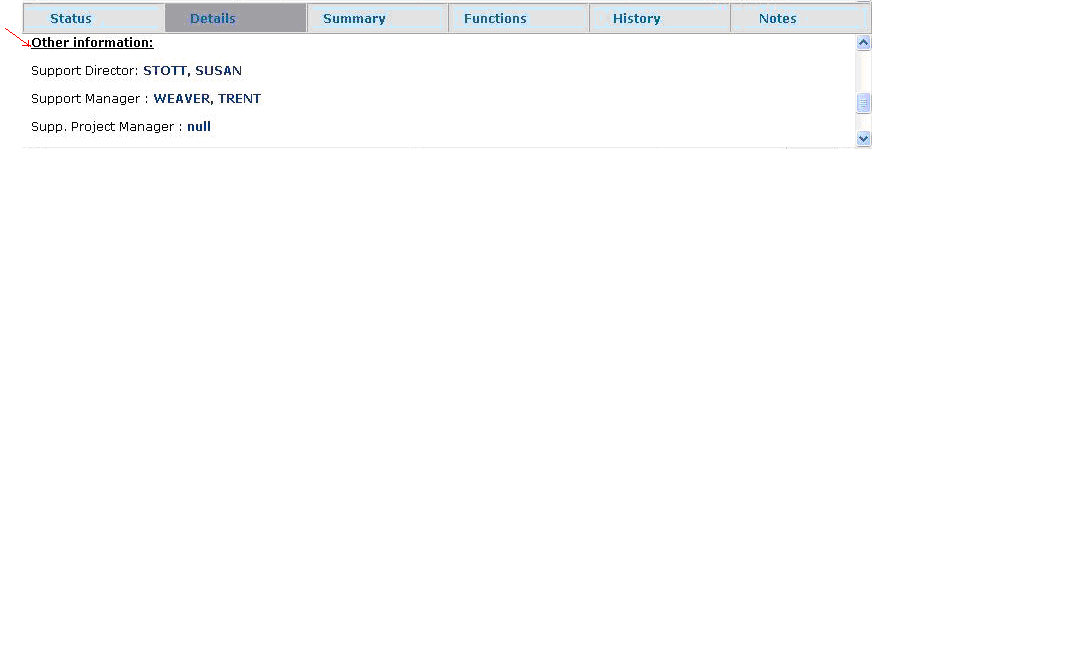 Status Details Summary Functions History Notes
Other information:
Support Director: STOTT, SUSAN
Support Manager : WEAVER, TRENT
Supp. Project Manager : null